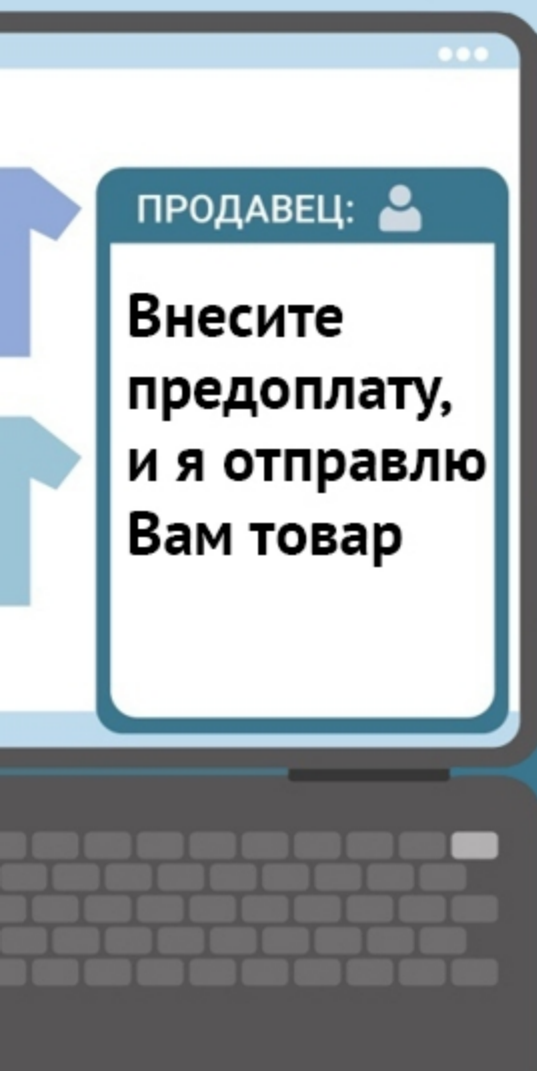 ПРОДАВЕЦ:
Внесите
предоплату,
и я отправлю
Вам товар